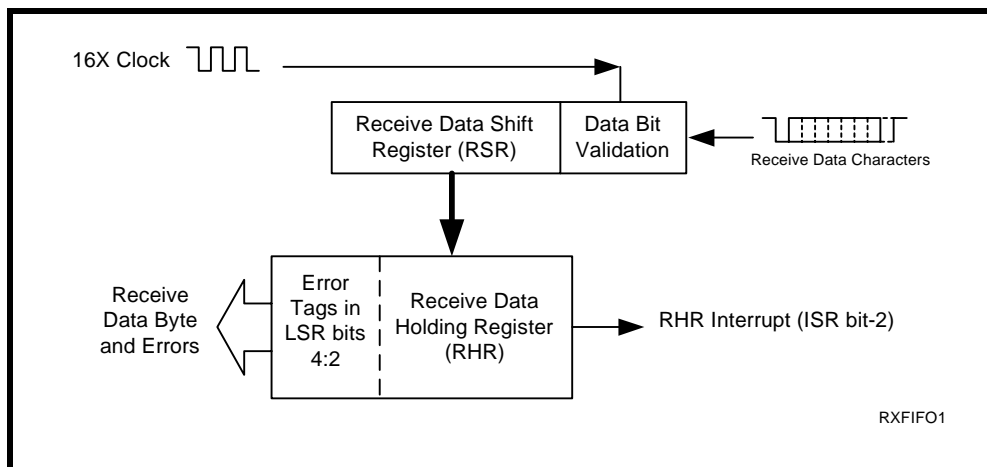 16X Clock
Receive Data Shift
Register (RSR)
Data Bit
Validation
Receive Data Characters
Receive
Data Byte
and Errors
Error
Tags in
LSR bits
4:2
Receive Data
Holding Register
(RHR)
RHR Interrupt (ISR bit-2)
RXFIFO1